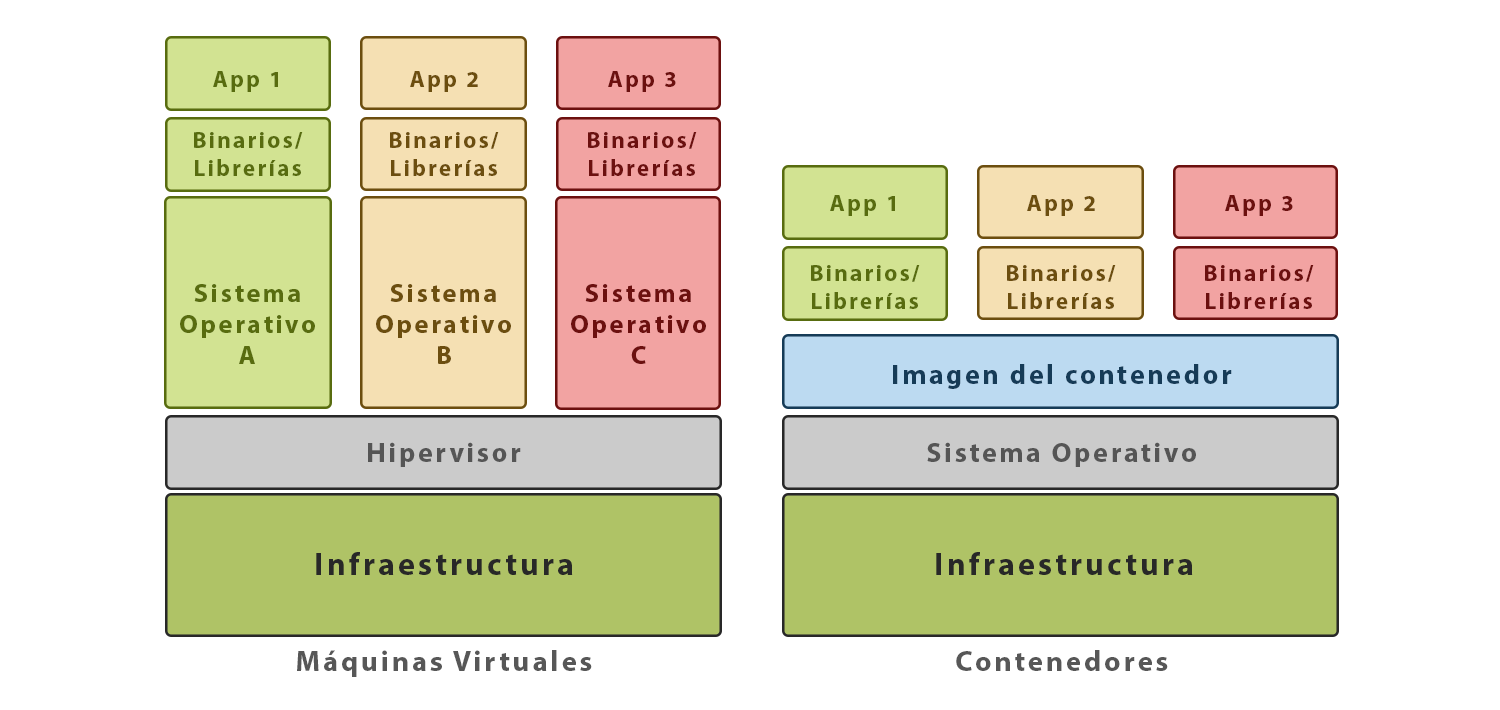 App 1
App 2
App 3
Binarios/
Librerías
Binarios/
Librerías
Binarios/
Librerías
Sistema
Operativo
A
Sistema
Operativo
B
Sistema
Operativo
C
Hipervisor
Infraestructura
Máquinas Virtuales
App 1
App 2
App 3
Binarios/
Librerías
Binarios/
Librerías
Binarios/
Librerías
Imagen del contenedor
Sistema Operativo
Infraestructura
Contenedores